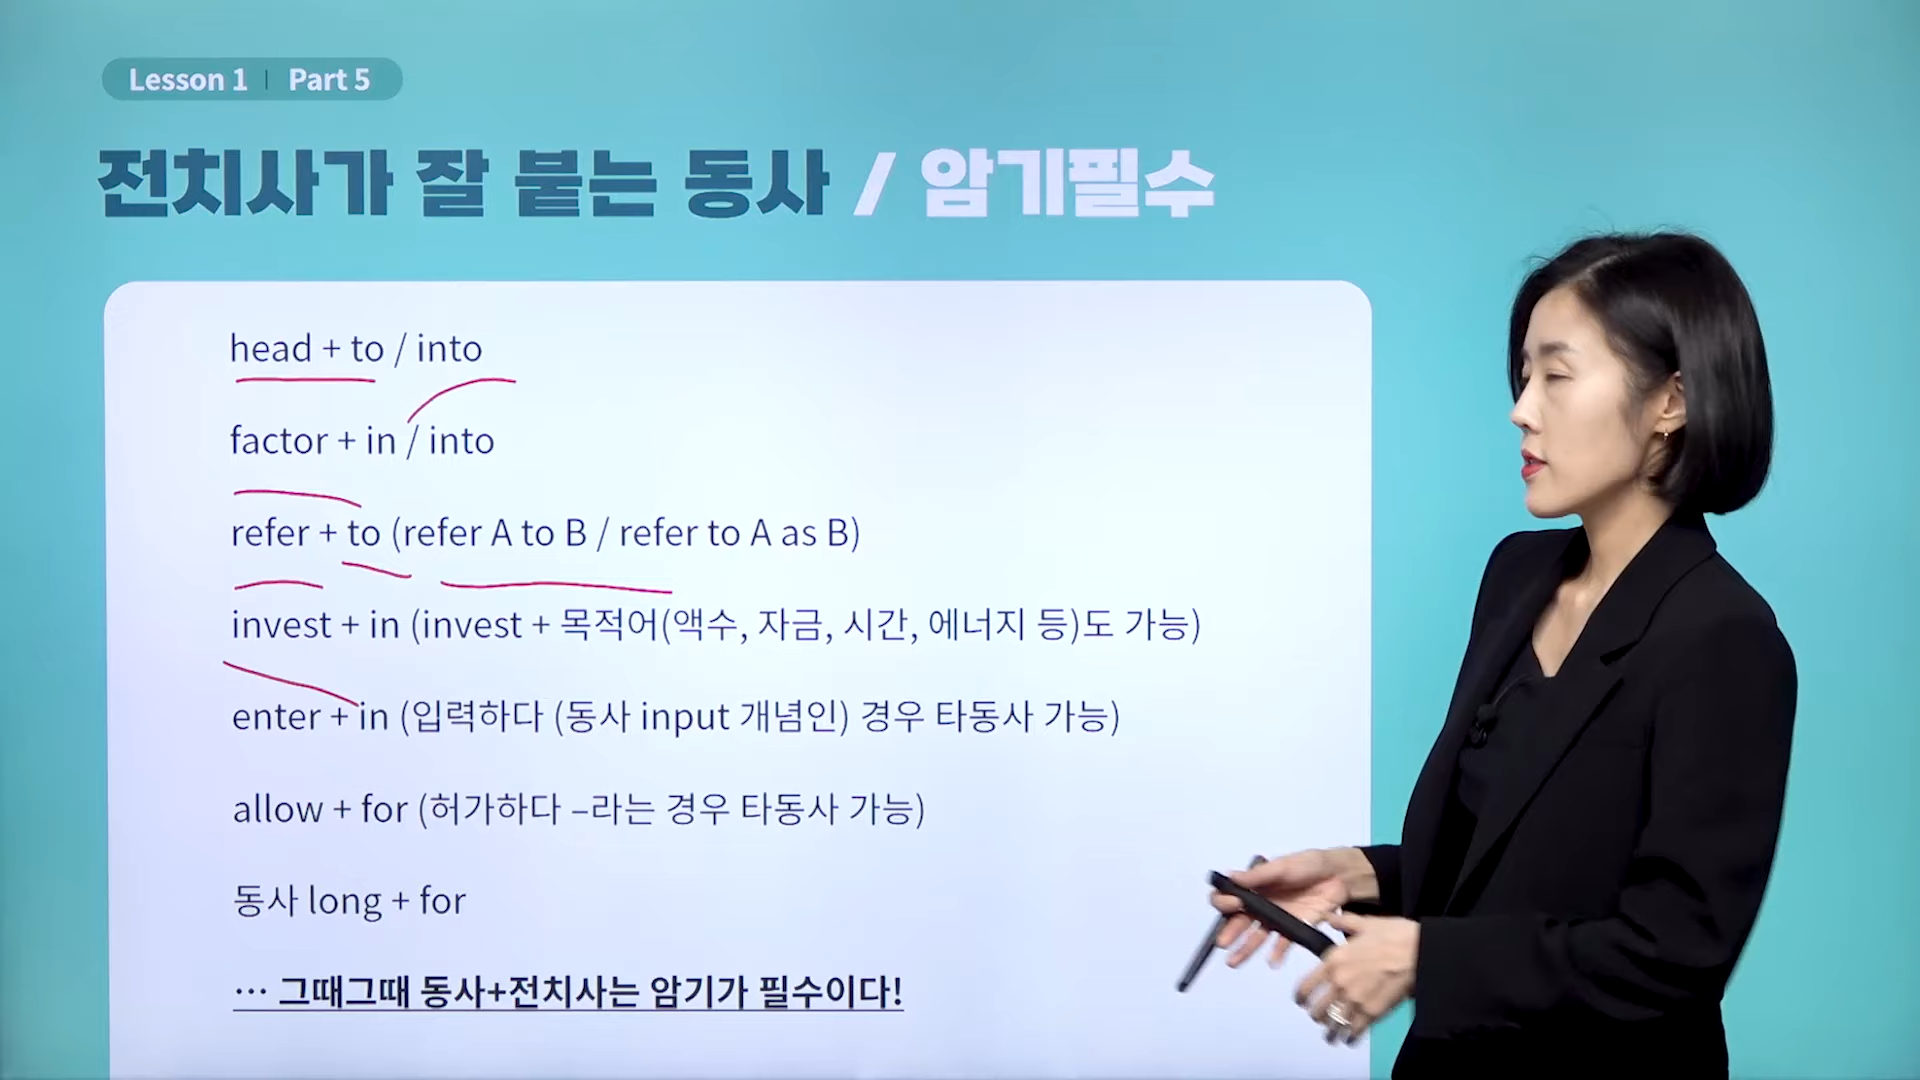 Lesson 1 | Part 5
전치사가 잘 붙는 동사 / 암기필수
head + to / into
factor + in / into
refer + to (refer A to B / refer to A as B)
invest + in (invest + 목적어(액수, 자금, 시간, 에너지 등)도 가능)
enter + in (입력하다 (동사 input 개념인) 경우 타동사 가능)
allow + for (허가하다 –라는 경우 타동사 가능)
동사 long + for
… 그때그때 동사+전치사는 암기가 필수이다!